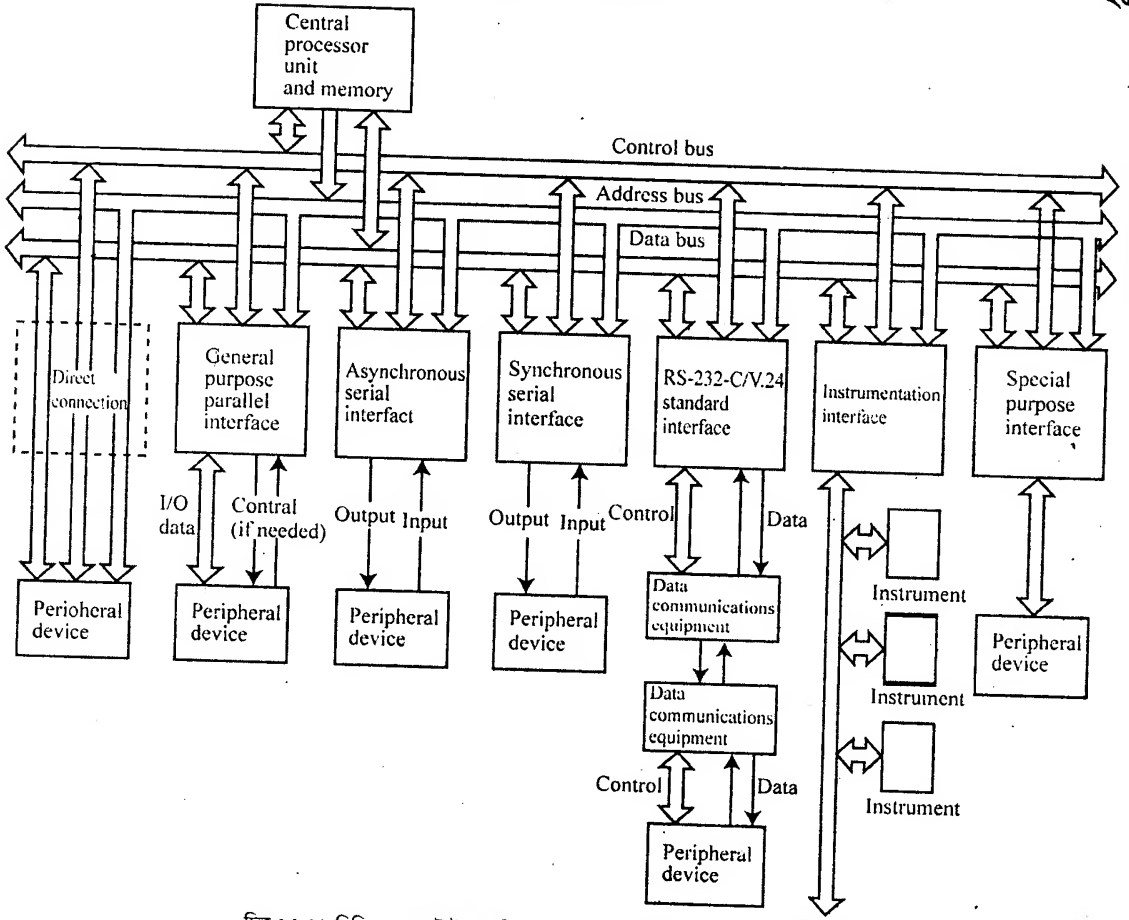 Central
processor
unit
and memory
Control bus
Address bus
Data bus
Direct
connection
General
purpose
parallel
interface
Asynchronous
serial interfact
Synchronous
serial interface
RS-232-C/V.24
standard
interface
Instrumentation
interface
Special
purpose
interface
I/O
data
Contral
(if needed)
Output
Input
Output
Input
Control
Data
Perioheral
device
Peripheral
device
Peripheral
device
Peripheral
device
Data
communications
equipment
Data
communications
equipment
Control
Data
Peripheral
device
Instrument
Instrument
Instrument
Peripheral
device